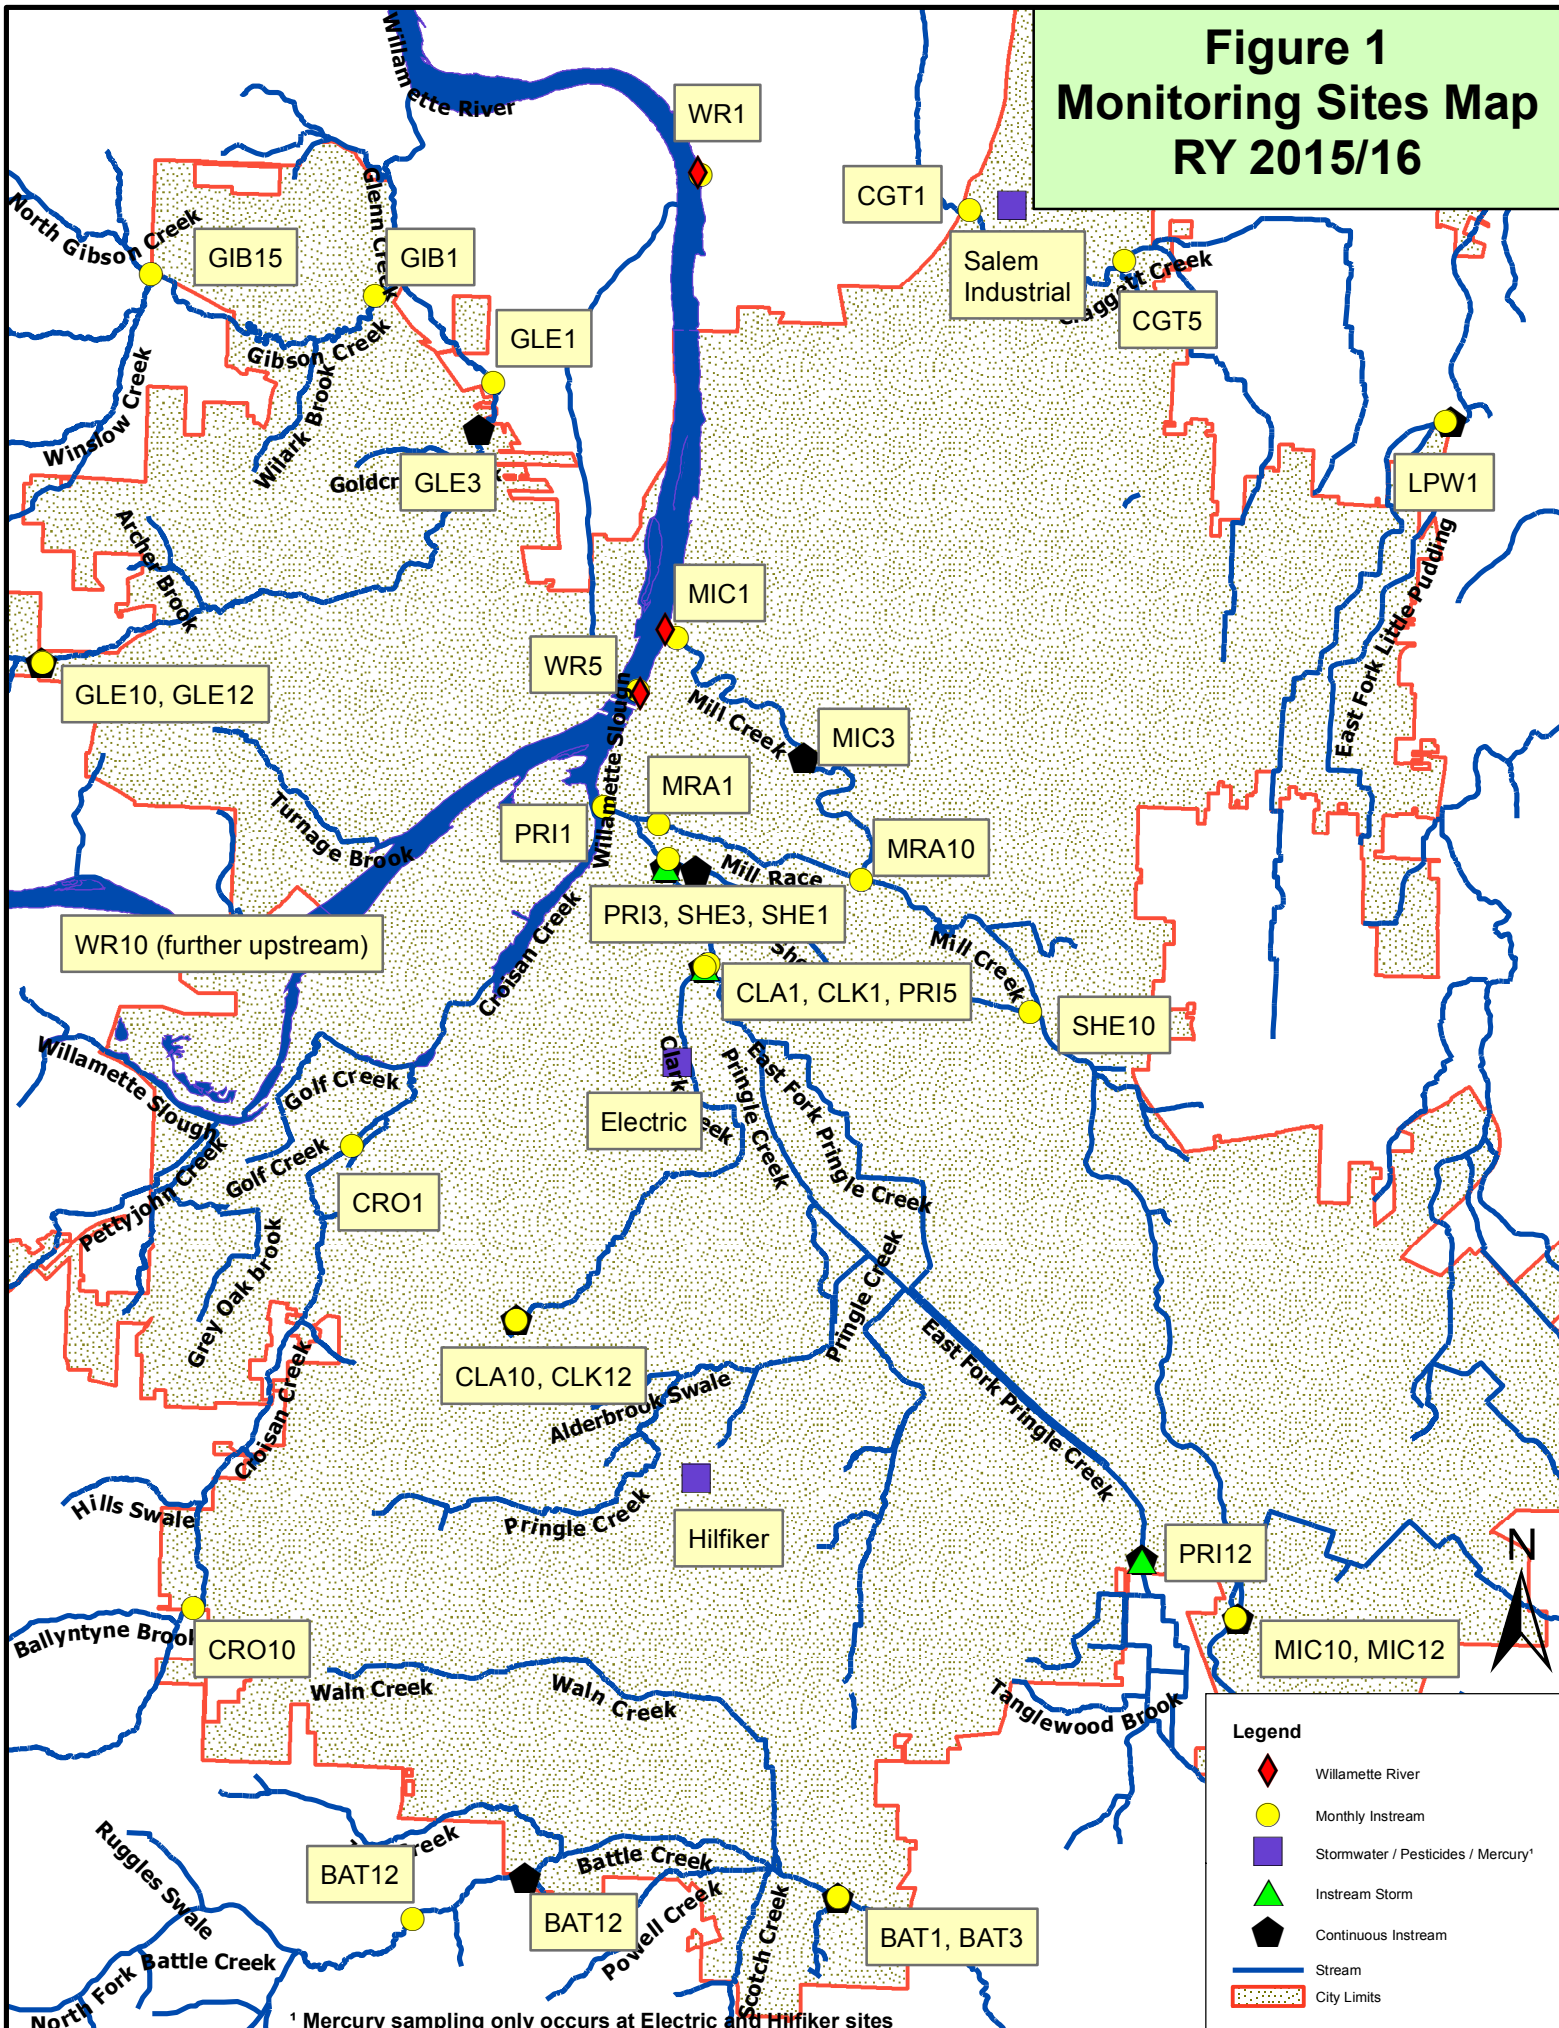 Figure 1
Monitoring Sites Map
RY 2015/16
Willamette River
WR1
CGT1
Salem
Industrial
Claggett Creek
CGT5
North Gibson Creek
GIB15
Glenn Creek
GIB1
GLE1
Gibson Creek
Winslow Creek
Wilark Brook
GLE3
LPW1
Archer Brook
East Fork Little Pudding
MIC1
WR5
GLE10, GLE12
Mill Creek
MIC3
Willamette Slough
MRA1
PRI1
Turnage Brook
MRA10
Mill Race
PRI3, SHE3, SHE1
WR10 (further upstream)
Croisan Creek
Mill Creek
CLA1, CLK1, PRI5
SHE10
Willamette Slough
Golf Creek
Pringle Creek
East Fork Pringle Creek
Electric
Golf Creek
Pettyjohn Creek
CRO1
Grey Oak brook
Pringle Creek
East Fork Pringle Creek
CLA10, CLK12
Alderbrook Swale
Croisan Creek
Hills Swale
Pringle Creek
Hilfiker
PRI12
N
Ballyntyne Brook
CRO10
MIC10, MIC12
Waln Creek
Waln Creek
Tanglewood Brook
Legend
Willamette River
Monthly Instream
Stormwater / Pesticides / Mercury¹
Instream Storm
Continuous Instream
Stream
City Limits
Ruggles Swale
BAT12
Battle Creek
BAT12
Powell Creek
Scotch Creek
BAT1, BAT3
North Fork Battle Creek
¹ Mercury sampling only occurs at Electric and Hilfiker sites